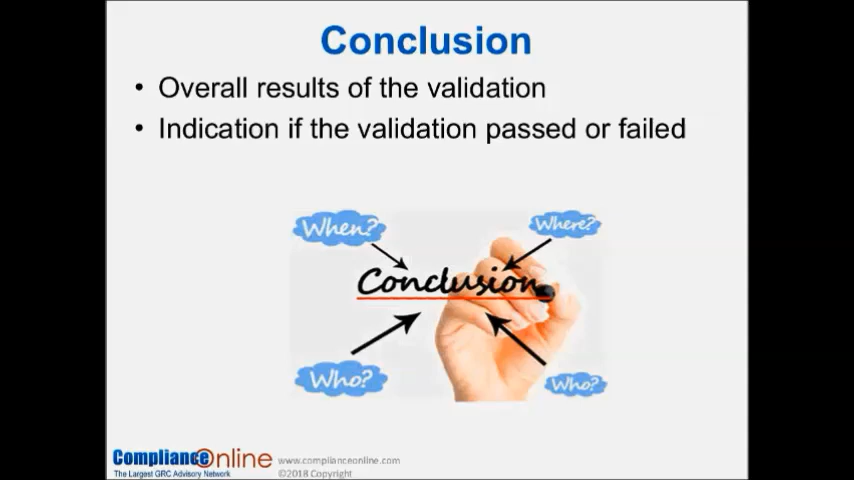 Conclusion
• Overall results of the validation
• Indication if the validation passed or failed
When?
Where?
Conclusion
Who?
Who?
ComplianceOnline
The Largest GRC Advisory Network
www.complianceonline.com
©2018 Copyright